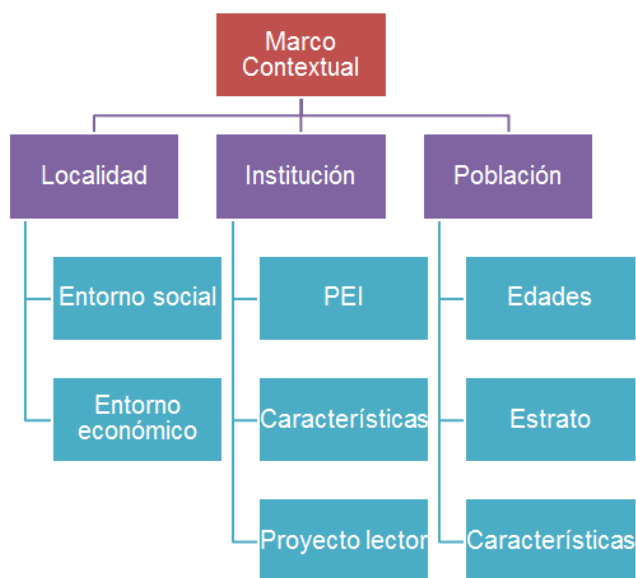 Marco
Contextual
Localidad
Institución
Población
Entorno social
PEI
Edades
Entorno
económico
Características
Estrato
Proyecto lector
Características